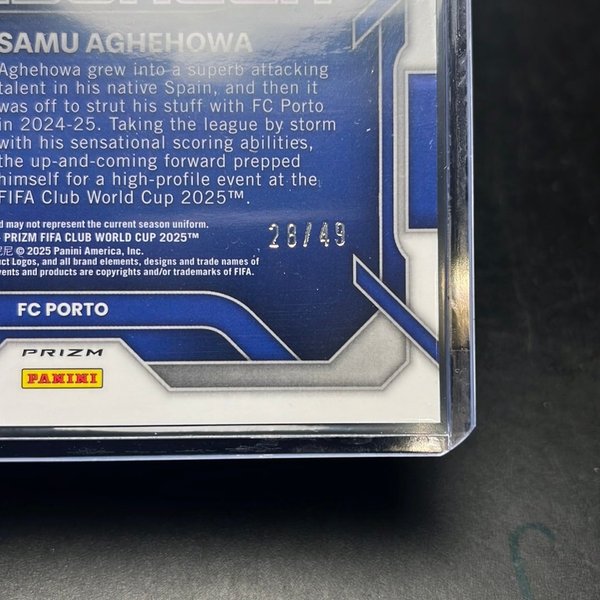 SAMU AGHEHOWA
Aghehowa grew into a superb attacking
talent in his native Spain, and then it
was off to strut his stuff with FC Porto
in 2024-25. Taking the league by storm
with his sensational scoring abilities,
the up-and-coming forward prepped
himself for a high-profile event at the
FIFA Club World Cup 2025™.
d may not represent the current season uniform.
PRIZM FIFA CLUB WORLD CUP 2025™
28/49
尼 © 2025 Panini America, Inc.
ct Logos, and all brand elements, designs and trade names of
vents and products are copyrights and/or trademarks of FIFA.
FC PORTO
PRIZM
PANINI